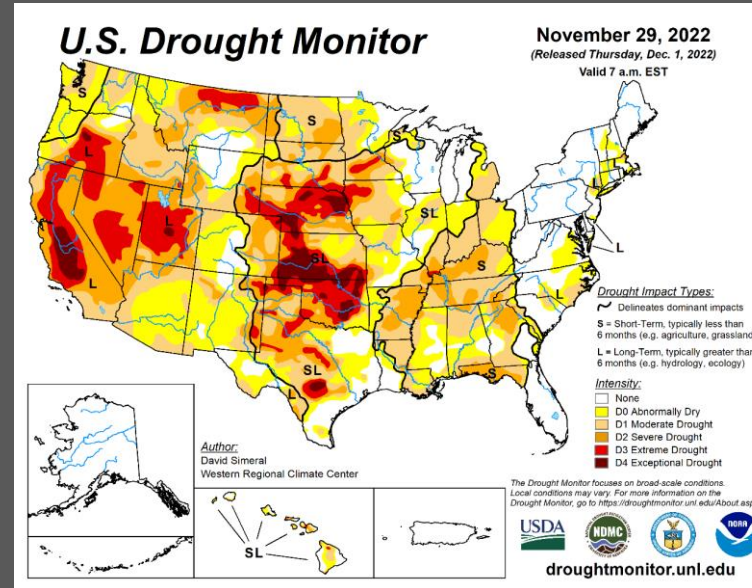 U.S. Drought Monitor
November 29, 2022
(Released Thursday, Dec. 1, 2022)
Valid 7 a.m. EST
S
L
L
L
S
S
SL
SL
SL
L
S
S
L
L
Drought Impact Types:
Delineates dominant impacts
S = Short-Term, typically less than
6 months (e.g. agriculture, grassland
L = Long-Term, typically greater than
6 months (e.g. hydrology, ecology)
Intensity:
None
D0 Abnormally Dry
D1 Moderate Drought
D2 Severe Drought
D3 Extreme Drought
D4 Exceptional Drought
Author:
David Simeral
Western Regional Climate Center
SL
The Drought Monitor focuses on broad-scale conditions.
Local conditions may vary. For more information on the
Drought Monitor, go to https://droughtmonitor.unl.edu/About.asp
USDA
NDMC
NOAA
droughtmonitor.unl.edu